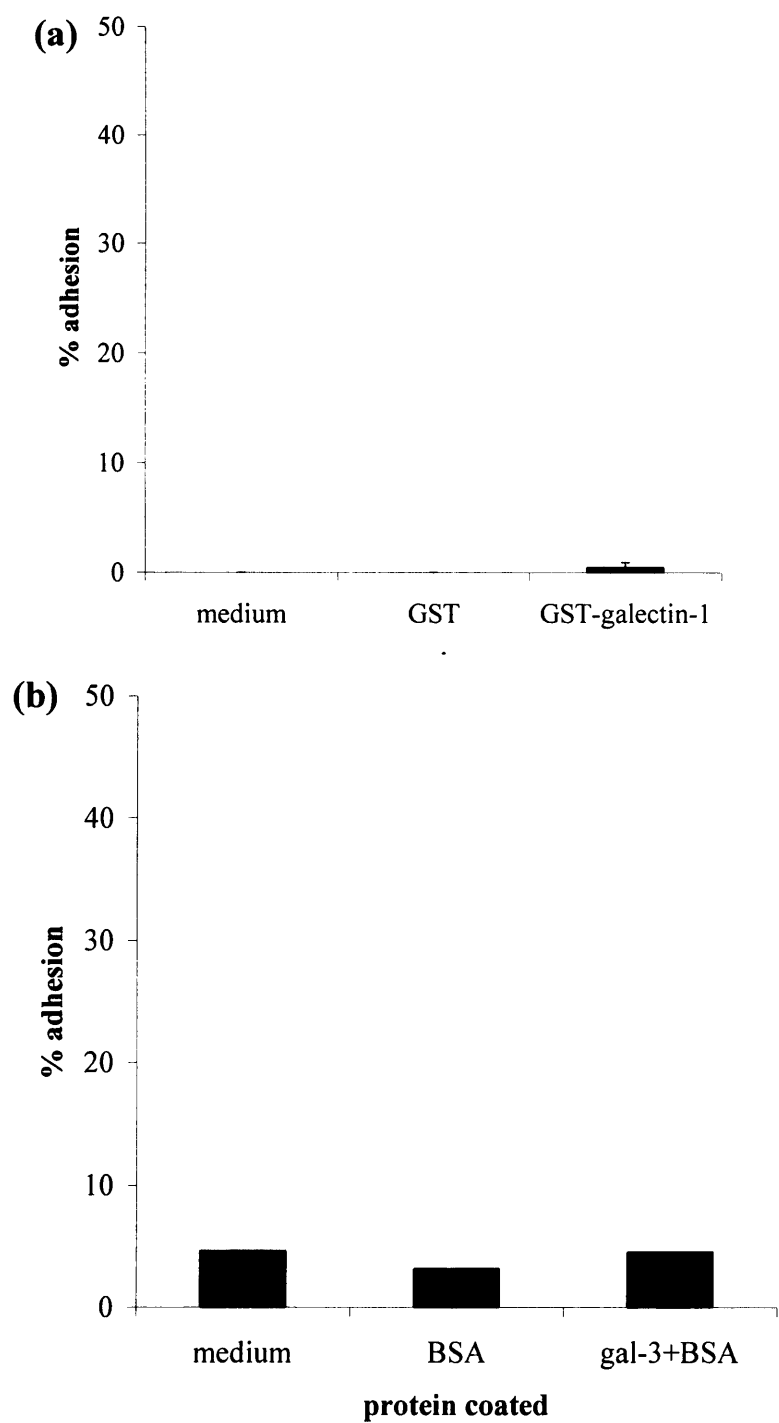 (a)
50
40
30
20
10
0
% adhesion
medium GST GST-galectin-1
(b)
50
40
30
20
10
0
% adhesion
medium BSA gal-3+BSA
protein coated